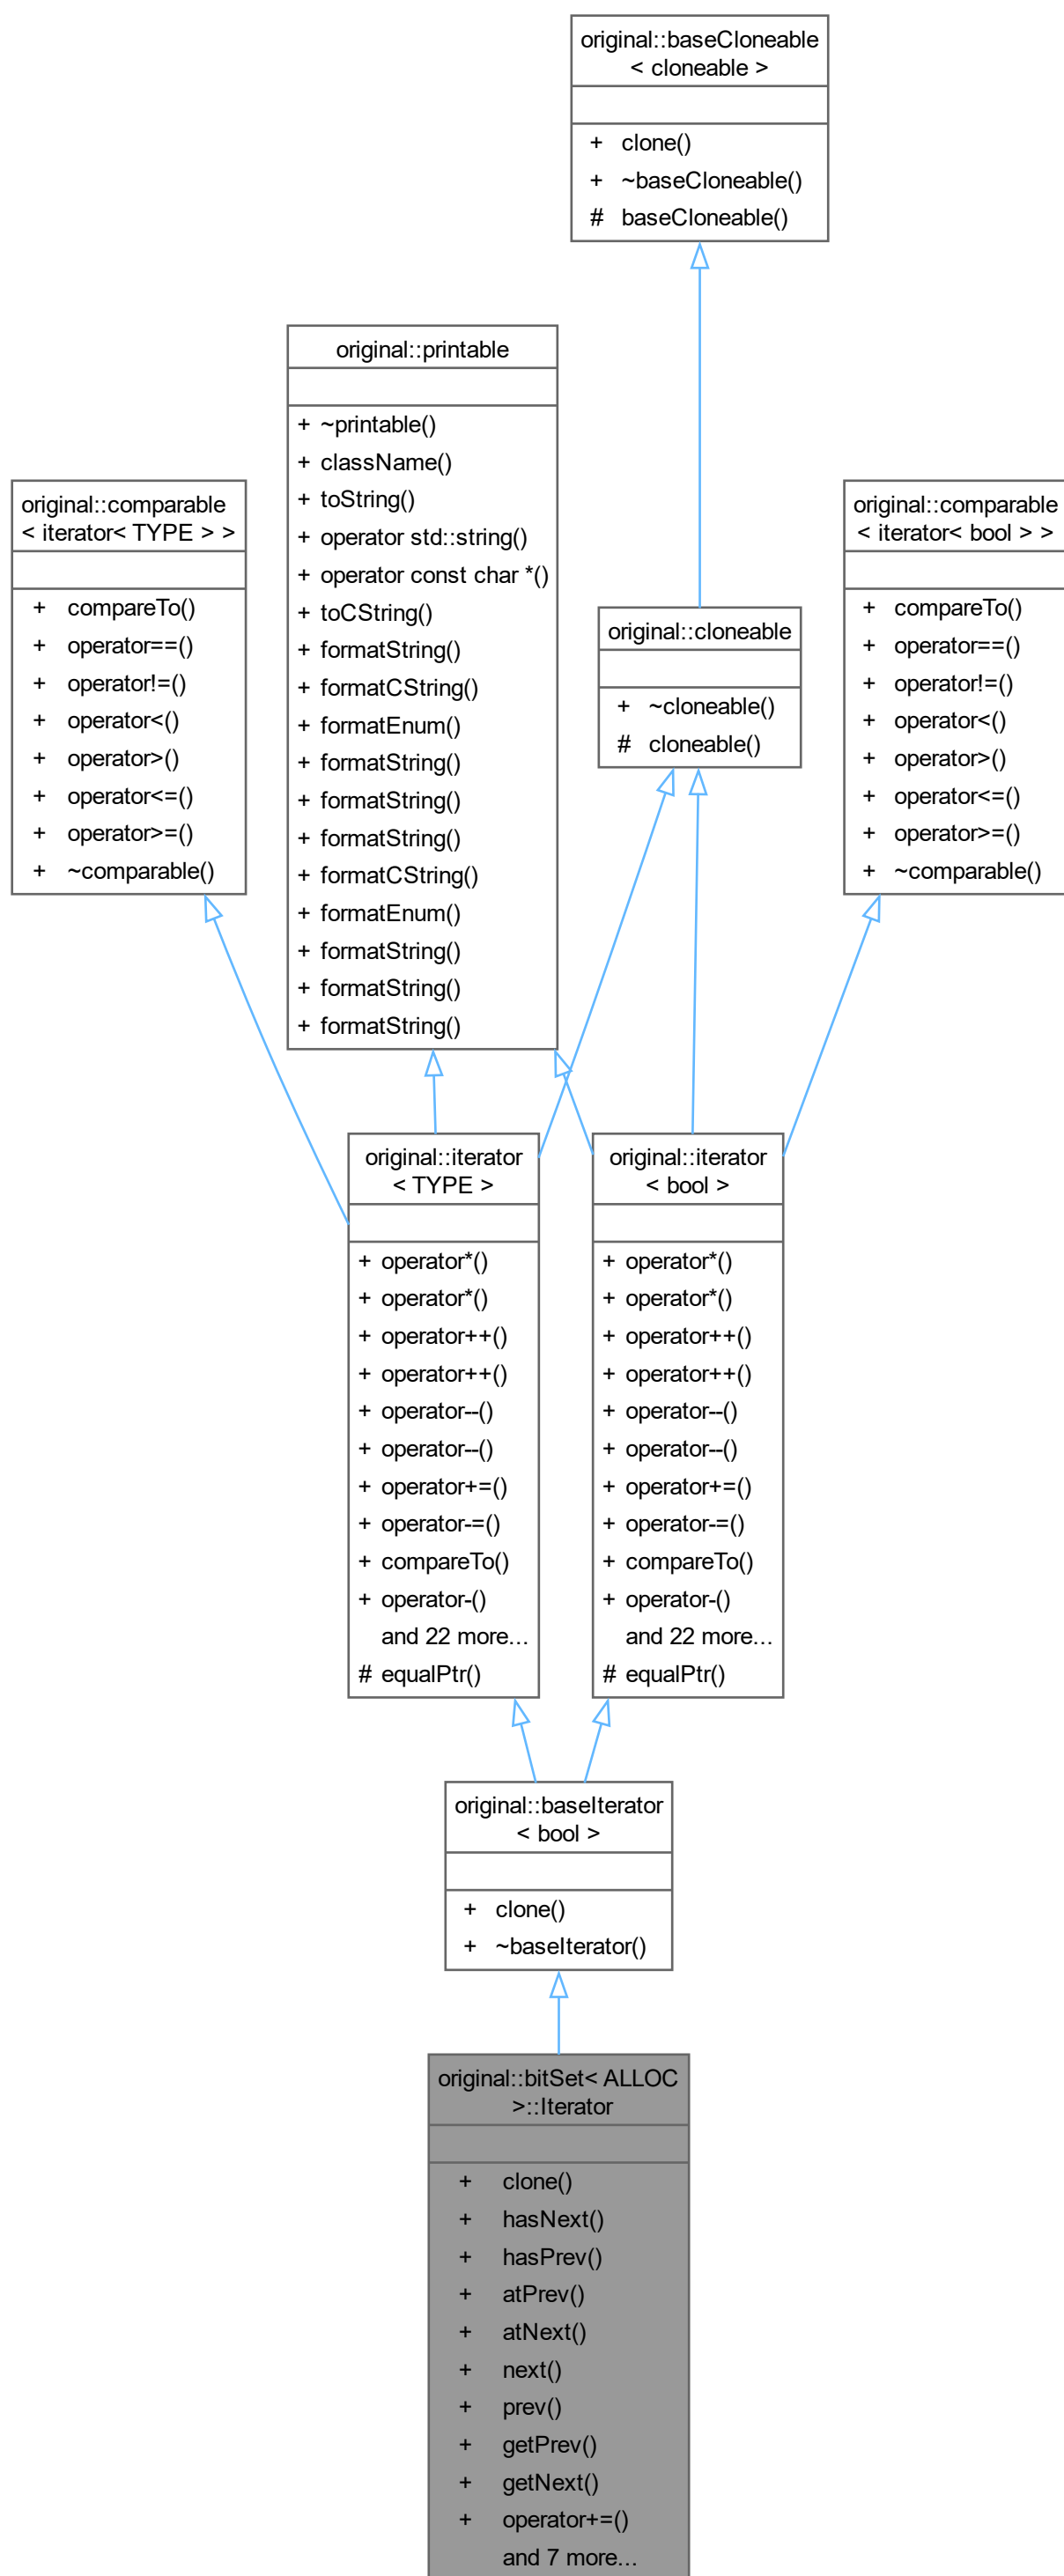 original::baseCloneable
< cloneable >
+ clone()
+ ~baseCloneable()
# baseCloneable()
original::printable
+ ~printable()
+ className()
+ toString()
+ operator std::string()
+ operator const char *()
+ toCString()
+ formatString()
+ formatCString()
+ formatEnum()
+ formatString()
+ formatString()
+ formatString()
+ formatCString()
+ formatEnum()
+ formatString()
+ formatString()
+ formatString()
original::comparable
< iterator< TYPE > >
+ compareTo()
+ operator==()
+ operator!=()
+ operator<()
+ operator>()
+ operator<=()
+ operator>=()
+ ~comparable()
original::cloneable
+ ~cloneable()
# cloneable()
original::comparable
< iterator< bool > >
+ compareTo()
+ operator==()
+ operator!=()
+ operator<()
+ operator>()
+ operator<=()
+ operator>=()
+ ~comparable()
original::iterator
< TYPE >
+ operator*()
+ operator*()
+ operator++()
+ operator++()
+ operator--()
+ operator--()
+ operator+=()
+ operator-=()
+ compareTo()
+ operator-()
and 22 more...
# equalPtr()
original::iterator
< bool >
+ operator*()
+ operator*()
+ operator++()
+ operator++()
+ operator--()
+ operator--()
+ operator+=()
+ operator-=()
+ compareTo()
+ operator-()
and 22 more...
# equalPtr()
original::baseIterator
< bool >
+ clone()
+ ~baseIterator()
original::bitSet< ALLOC
>::Iterator
+ clone()
+ hasNext()
+ hasPrev()
+ atPrev()
+ atNext()
+ next()
+ prev()
+ getPrev()
+ getNext()
+ operator+=()
and 7 more...